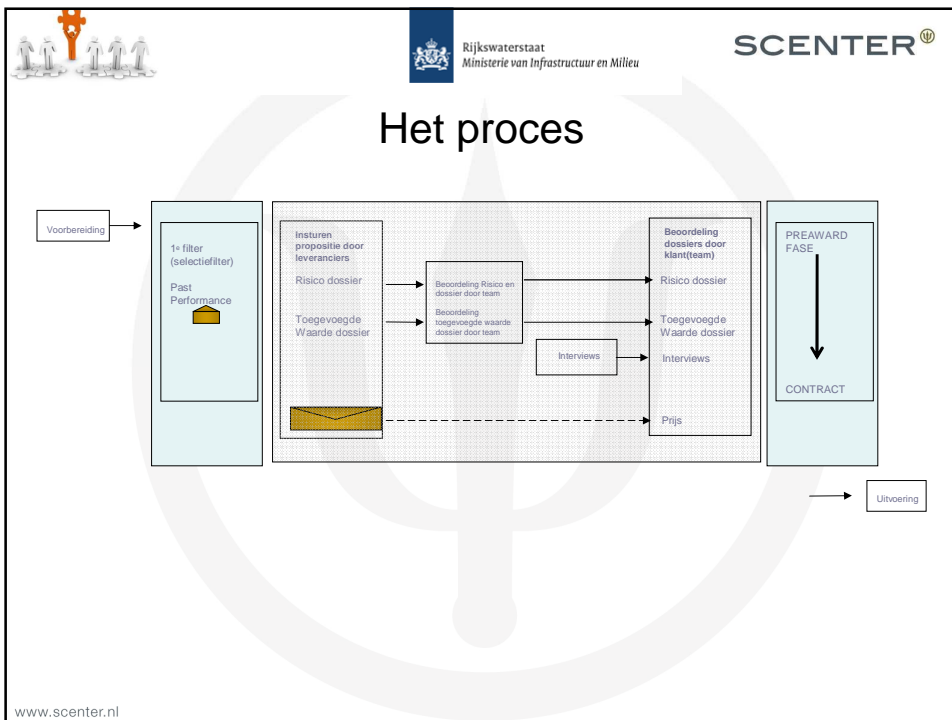 Rijkswaterstaat
Ministerie van Infrastructuur en Milieu
SCENTER
Het proces
Voorbereiding
1e filter
(selectiefilter)
Past
Performance
Insturen
propositie door
leveranciers
Risico dossier
Toegevoegde
Waarde dossier
Beoordeling Risico en
dossier door team
Beoordeling
toegevoegde waarde
dossier door team
Interviews
Beoordeling
dossiers door
klant(team)
Risico dossier
Toegevoegde
Waarde dossier
Interviews
Prijs
PREAWARD
FASE
CONTRACT
Uitvoering
www.scenter.nl